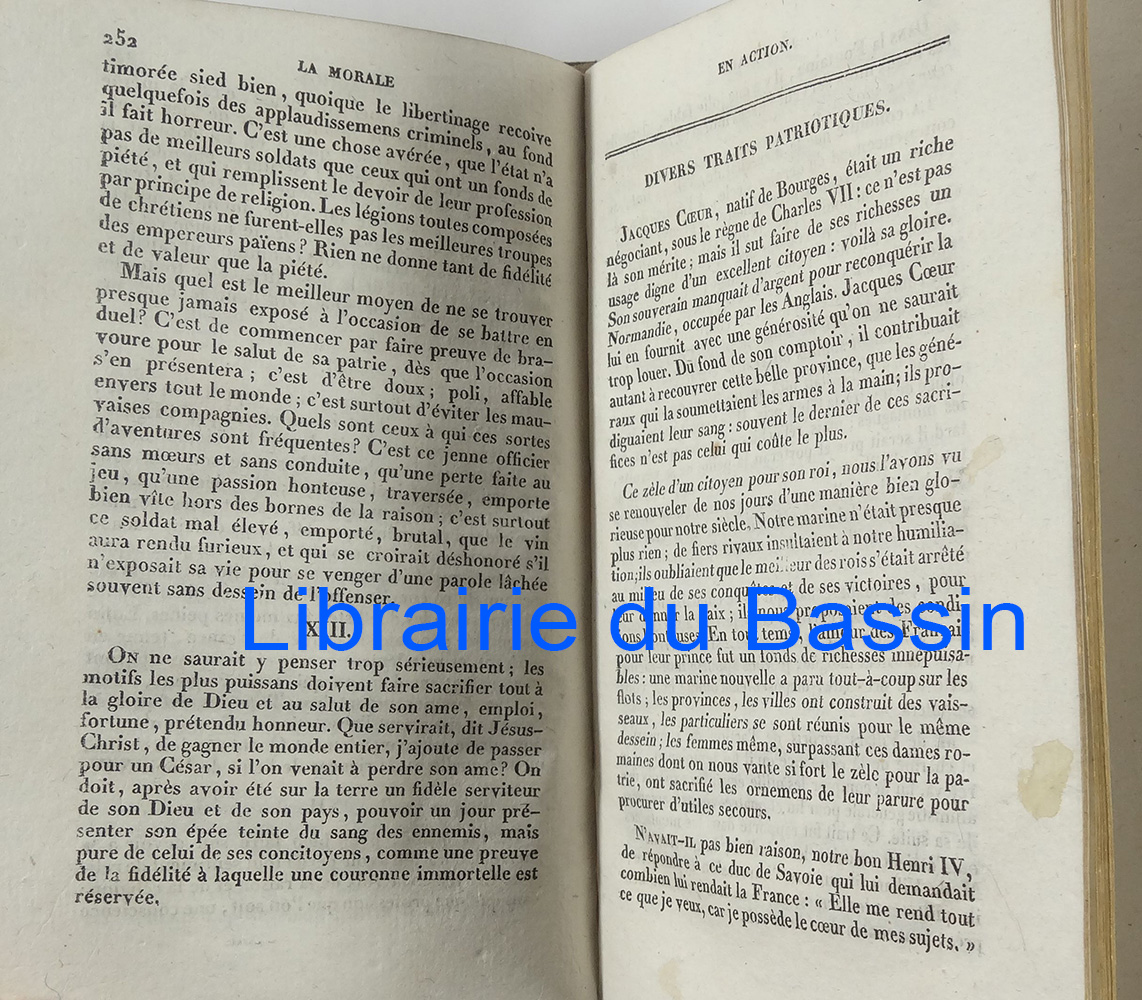 252
LA MORALE
timorée sied bien, quoique le libertinage recoive
quelquefois des applaudissemens criminels, au fond
il fait horreur. C'est une chose avérée, que l'état n'a
pas de meilleurs soldats que ceux qui ont un fonds de
piété, et qui remplissent le devoir de leur profession
par principe de religion. Les légions toutes composées
de chrétiens ne furent-elles pas les meilleures troupes
des empereurs païens? Rien ne donne tant de fidélité
et de valeur que la piété.
Mais quel est le meilleur moyen de ne se trouver
presque jamais exposé à l'occasion de se battre en
duel? C'est de commencer par faire preuve de bra-
voure pour le salut de sa patrie, dès que l'occasion
s'en présentera; c'est d'être doux; poli, affable
envers tout le monde; c'est surtout d'éviter les mau-
vaises compagnies. Quels sont ceux à qui ces sortes
d'aventures sont fréquentes? C'est ce jenne officier
sans mœurs et sans conduite, qu'une perte faite au
jeu, qu'une passion honteuse, traversée, emporte
bien vîte hors des bornes de la raison; c'est surtout
ce soldat mal élevé, emporté, brutal, que le vin
aura rendu furieux, et qui se croirait déshonoré s'il
n'exposait sa vie pour se venger d'une parole lâchée
souvent sans dessein de l'offenser.
ON ne saurait y penser trop sérieusement; les
motifs les plus puissans doivent faire sacrifier tout à
la gloire de Dieu et au salut de son ame, emploi,
fortune, prétendu honneur. Que servirait, dit Jésus-
Christ, de gagner le monde entier, j'ajoute de passer
pour un César, si l'on venait à perdre son ame? On
doit, après avoir été sur la terre un fidèle serviteur
de son Dieu et de son pays, pouvoir un jour pré-
senter son épée teinte du sang des ennemis, mais
pure de celui de ses concitoyens, comme une preuve
de la fidélité à laquelle une couronne immortelle est
réservée.
EN ACTION.
DIVERS TRAITS PATRIOTIQUES.
JACQUES CŒUR, natif de Bourges, était un riche
négociant, sous le règne de Charles VII: ce n'est pas
là son mérite; mais il sut faire de ses richesses un
usage digne d'un excellent citoyen: voilà sa gloire.
Son souverain manquait d'argent pour reconquérir la
Normandie, occupée par les Anglais. Jacques Cœur
lui en fournit avec une générosité qu'on ne saurait
trop louer. Du fond de son comptoir, il contribuait
autant à recouvrer cette belle province, que les géné-
raux qui la soumettaient les armes à la main; ils pro-
diguaient leur sang: souvent le dernier de ces sacri-
fices n'est pas celui qui coûte le plus.
Ce zèle d'un citoyen pour son roi, nous l'avons vu
se renouveler de nos jours d'une manière bien glo-
rieuse pour notre siècle. Notre marine n'était presque
plus rien; de fiers rivaux insultaient à notre humilia-
tion; ils oubliaient que le meilleur des rois s'était arrêté
au milieu de ses conquêtes et de ses victoires, pour
leur donner la paix; ils nous proposaient des condi
honteuses. En tout tems, l'amour des Français
pour leur prince fut un fonds de richesses inépuisa-
bles: une marine nouvelle a paru tout-à-coup sur les
flots; les provinces, les villes ont construit des vais-
seaux, les particuliers se sont réunis pour le même
dessein; les femmes même, surpassant ces dames ro-
maines dont on nous vante si fort le zèle pour la pa-
trie, ont sacrifié les ornemens de leur parure pour
procurer d'utiles secours.
N'AVAIT-IL pas bien raison, notre bon Henri IV,
de répondre à ce duc de Savoie qui lui demandait
combien lui rendait la France: « Elle me rend tout
ce que je veux, car je possède le cœur de mes sujets. »
Librairie du Bassin